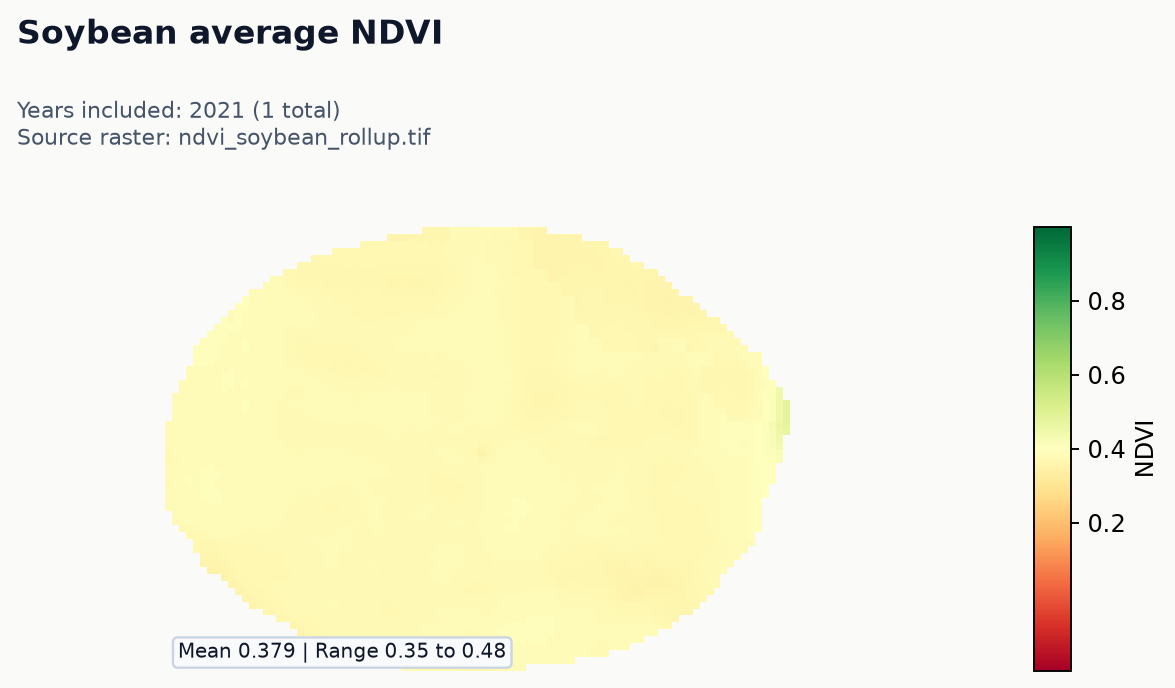 Soybean average NDVI
Years included: 2021 (1 total)
Source raster: ndvi_soybean_rollup.tif
0.8
0.6
0.4
0.2
NDVI
Mean 0.379 | Range 0.35 to 0.48